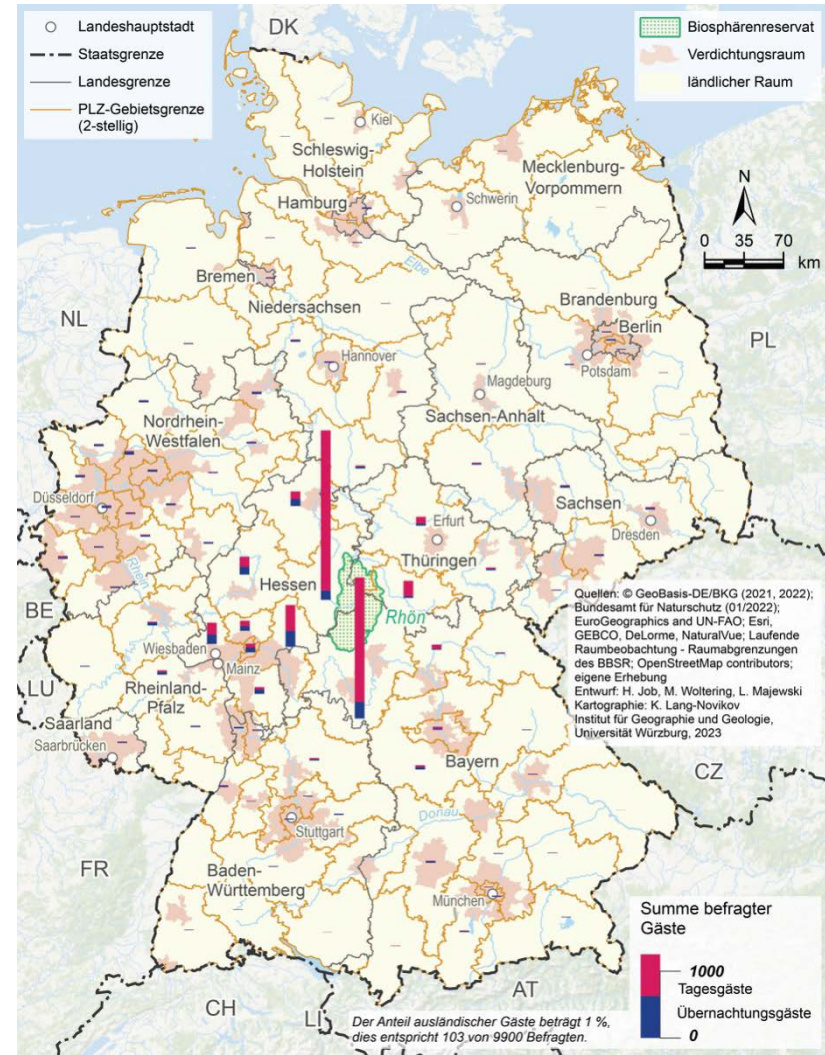 Landeshauptstadt
Staatsgrenze
Landesgrenze
PLZ-Gebietsgrenze
(2-stellig)
DK
Biosphärenreservat
Verdichtungsraum
ländlicher Raum
Kiel
Schleswig-
Holstein
Mecklenburg-
Vorpommern
Hamburg
Schwerin
N
0 35 70
km
Elbe
Bremen
Niedersachsen
Brandenburg
Berlin
NL
PL
Hannover
Potsdam
Magdeburg
Sachsen-Anhalt
Nordrhein-
Westfalen
Düsseldorf
Sachsen
Dresden
Erfurt
Thüringen
Rhein
Hessen
BE
Rhön
Quellen: © GeoBasis-DE/BKG (2021, 2022);
Bundesamt für Naturschutz (01/2022);
EuroGeographics and UN-FAO; Esri,
GEBCO, DeLorme, NaturalVue; Laufende
Raumbeobachtung - Raumabgrenzungen
des BBSR; OpenStreetMap contributors;
eigene Erhebung
Entwurf: H. Job, M. Woltering, L. Majewski
Kartographie: K. Lang-Novikov
Institut für Geographie und Geologie,
Universität Würzburg, 2023
Wiesbaden
Mainz
LU
Rheinland-
Pfalz
Saarland
Saarbrücken
Bayern
CZ
Donau
Stuttgart
FR
Baden-
Württemberg
München
Summe befragter
Gäste
1000
Tagesgäste
Übernachtungsgäste
0
CH
LI
AT
Der Anteil ausländischer Gäste beträgt 1 %,
dies entspricht 103 von 9900 Befragten.